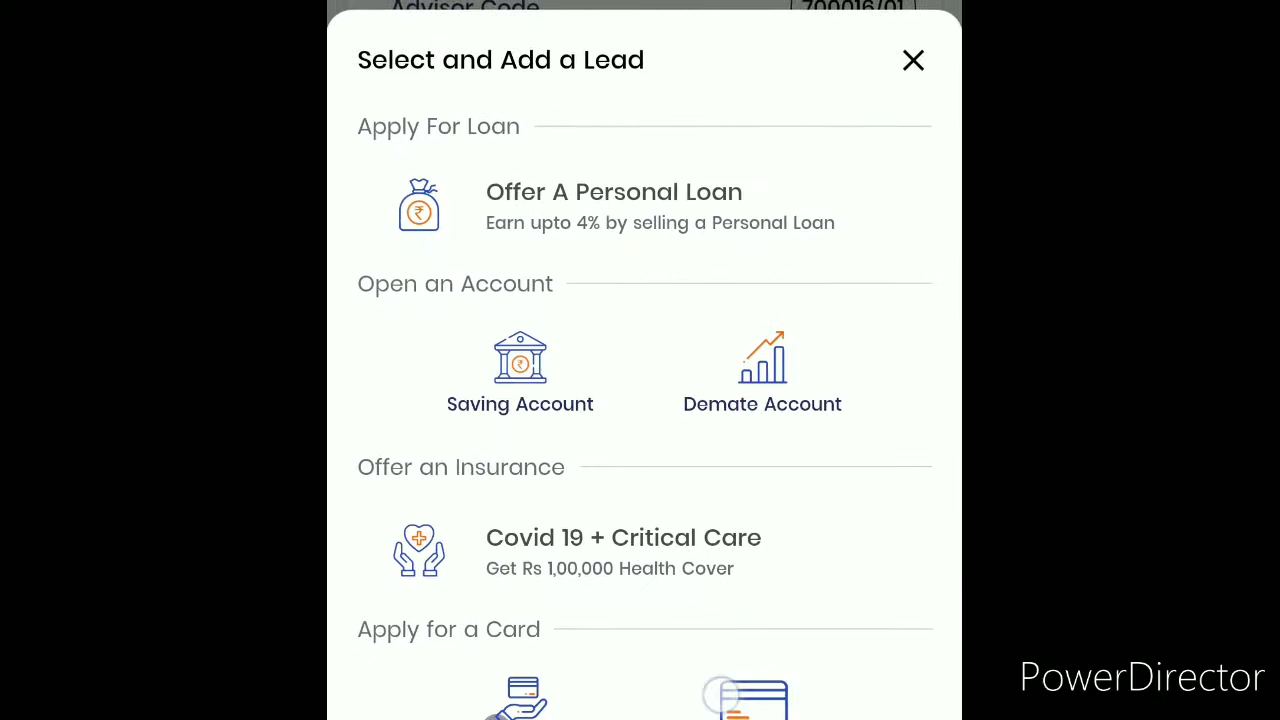 Advisor Code
700016/01
Select and Add a Lead
Apply For Loan
Offer A Personal Loan
Earn upto 4% by selling a Personal Loan
Open an Account
Saving Account
Demate Account
Offer an Insurance
Covid 19 + Critical Care
Get Rs 1,00,000 Health Cover
Apply for a Card
PowerDirector